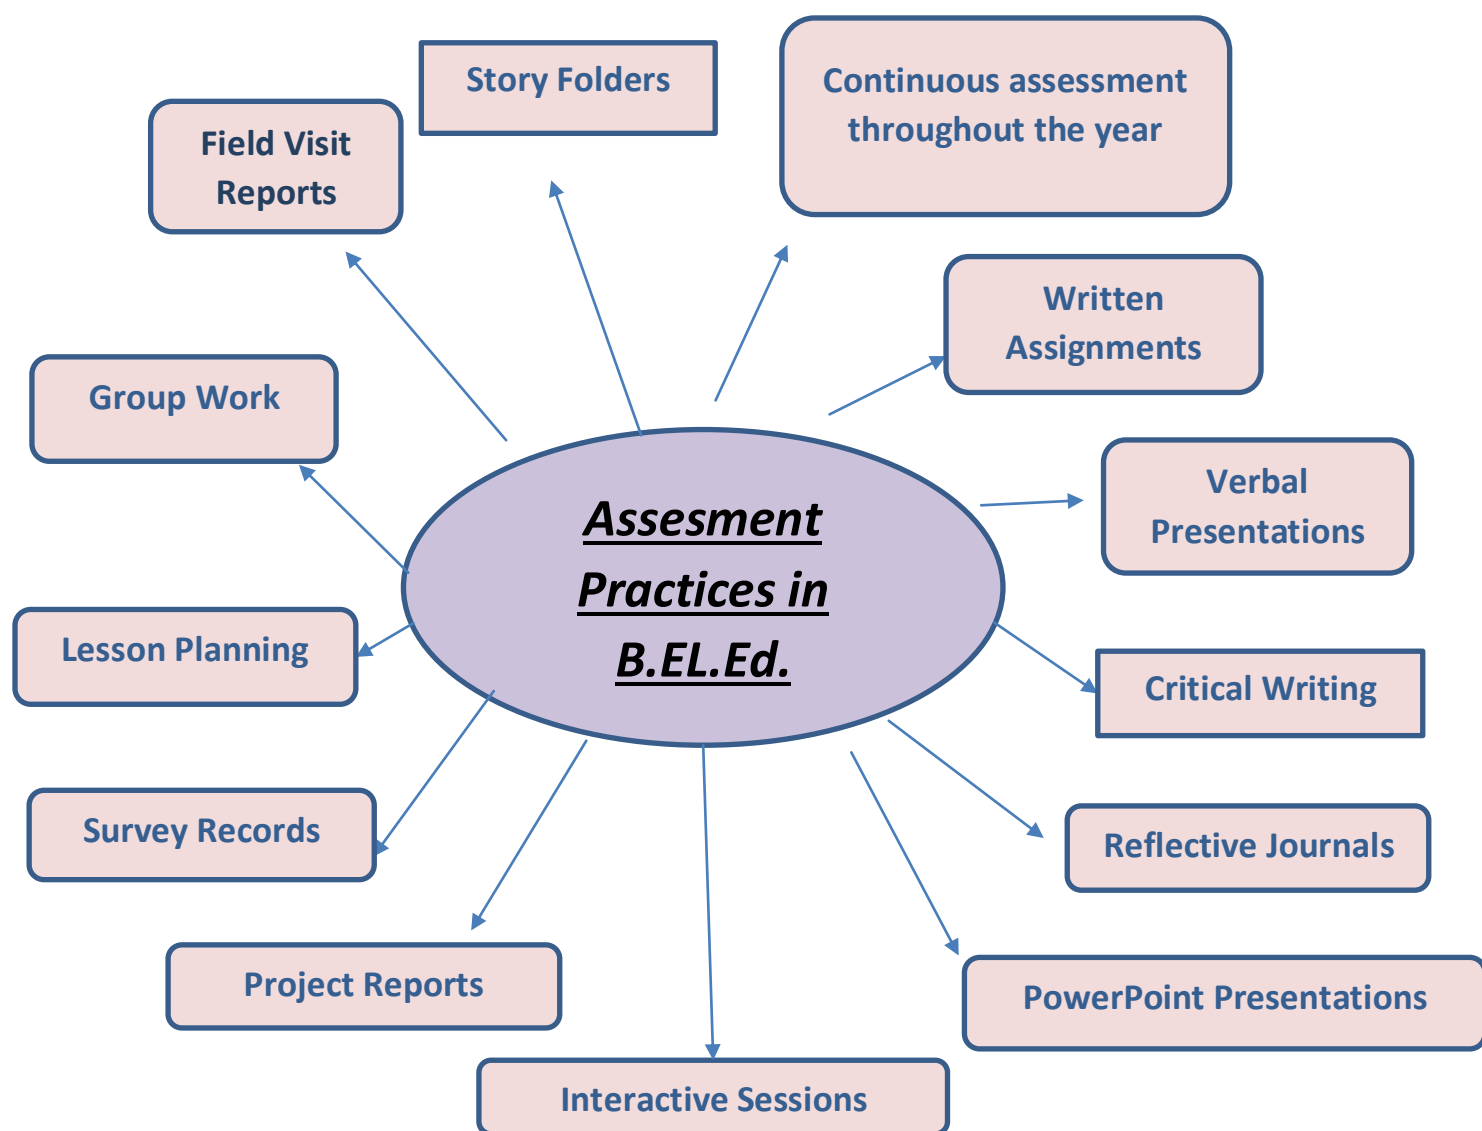 Story Folders
Continuous assessment
throughout the year
Field Visit
Reports
Written
Assignments
Group Work
Verbal
Presentations
Assesment
Practices in
B.EL.Ed.
Lesson Planning
Critical Writing
Survey Records
Reflective Journals
Project Reports
PowerPoint Presentations
Interactive Sessions